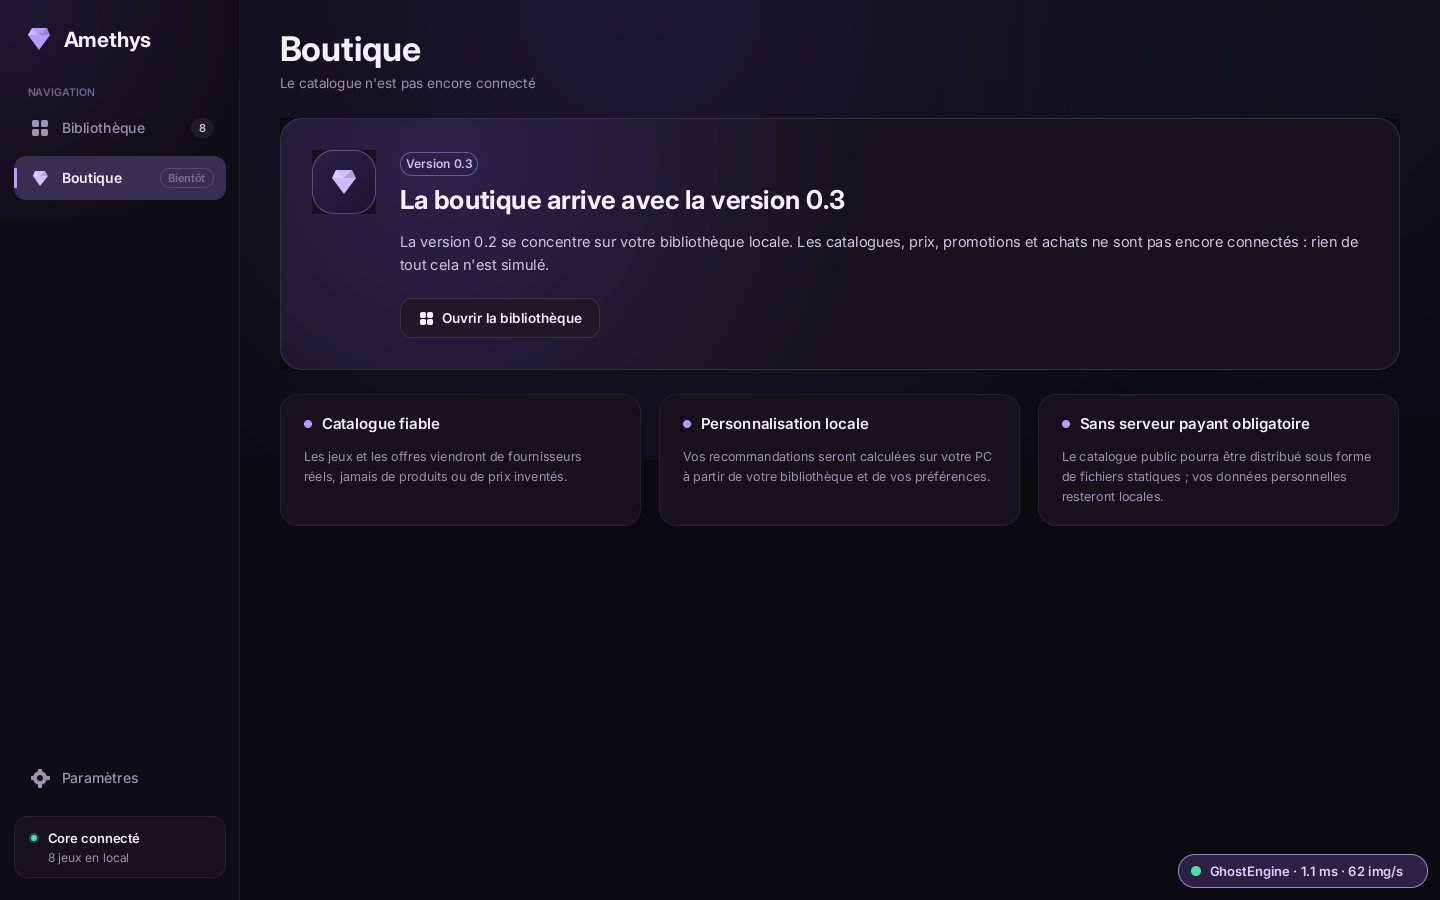 Amethys
NAVIGATION
Bibliothèque
8
Boutique
Bientôt
Paramètres
Core connecté
8 jeux en local
Boutique
Le catalogue n'est pas encore connecté
Version 0.3
La boutique arrive avec la version 0.3
La version 0.2 se concentre sur votre bibliothèque locale. Les catalogues, prix, promotions et achats ne sont pas encore connectés : rien de
tout cela n'est simulé.
Ouvrir la bibliothèque
Catalogue fiable
Les jeux et les offres viendront de fournisseurs
réels, jamais de produits ou de prix inventés.
Personnalisation locale
Vos recommandations seront calculées sur votre PC
à partir de votre bibliothèque et de vos préférences.
Sans serveur payant obligatoire
Le catalogue public pourra être distribué sous forme
de fichiers statiques ; vos données personnelles
resteront locales.
GhostEngine · 1.1 ms · 62 img/s